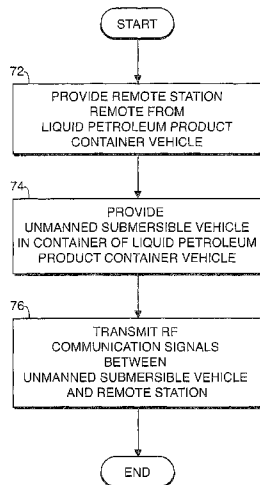 START
72
PROVIDE REMOTE STATION
REMOTE FROM
LIQUID PETROLEUM PRODUCT
CONTAINER VEHICLE
74
PROVIDE
UNMANNED SUBMERSIBLE VEHICLE
IN CONTAINER OF LIQUID PETROLEUM
PRODUCT CONTAINER VEHICLE
76
TRANSMIT RF
COMMUNICATION SIGNALS
BETWEEN
UNMANNED SUBMERSIBLE VEHICLE
AND REMOTE STATION
END